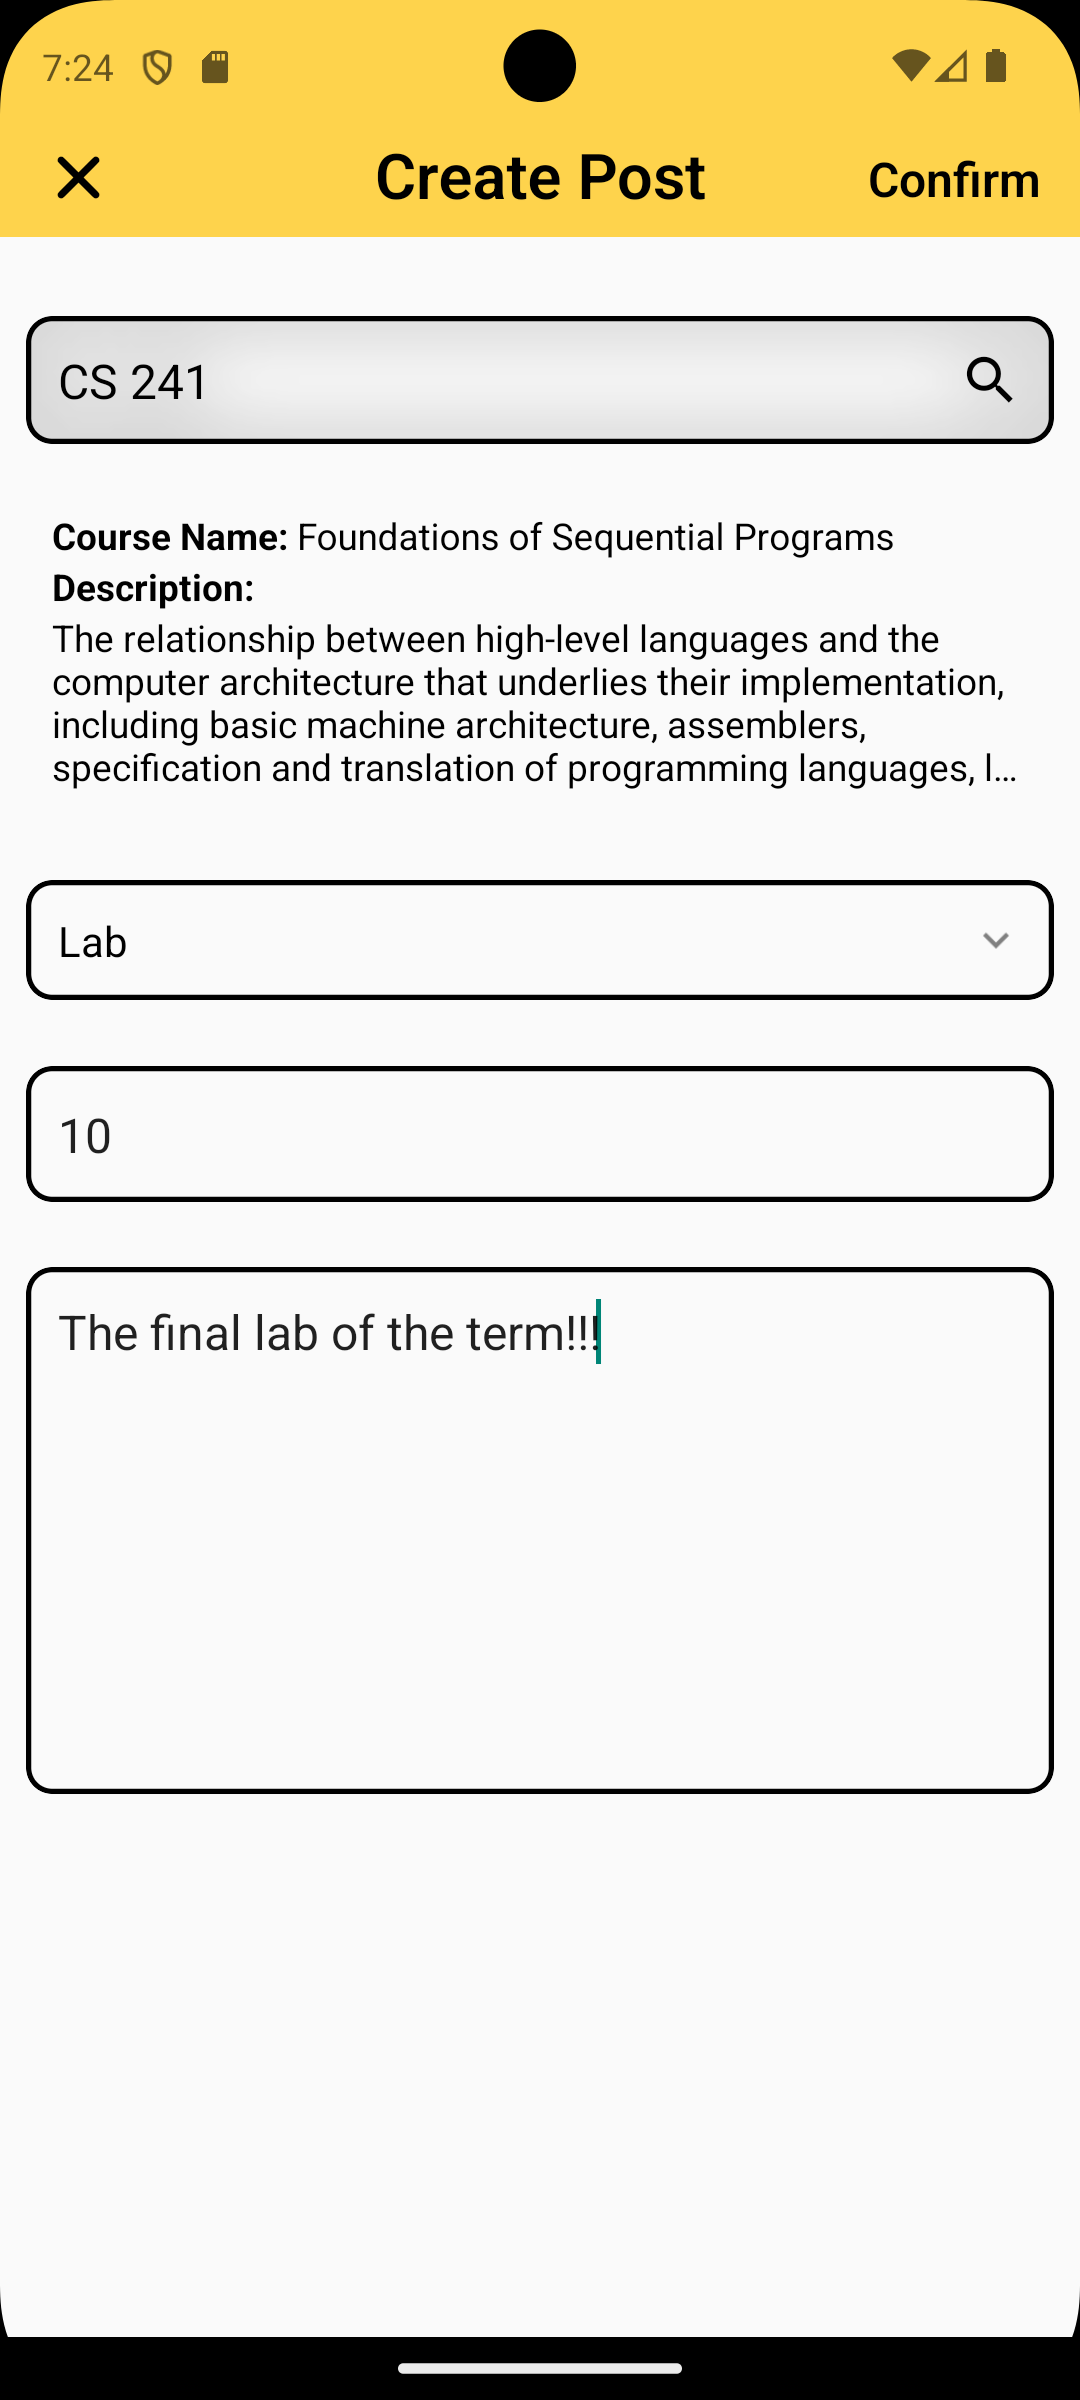 7:24
Create Post
Confirm
CS 241
Course Name: Foundations of Sequential Programs
Description:
The relationship between high-level languages and the
computer architecture that underlies their implementation,
including basic machine architecture, assemblers,
specification and translation of programming languages, l...
Lab
10
The final lab of the term!!!